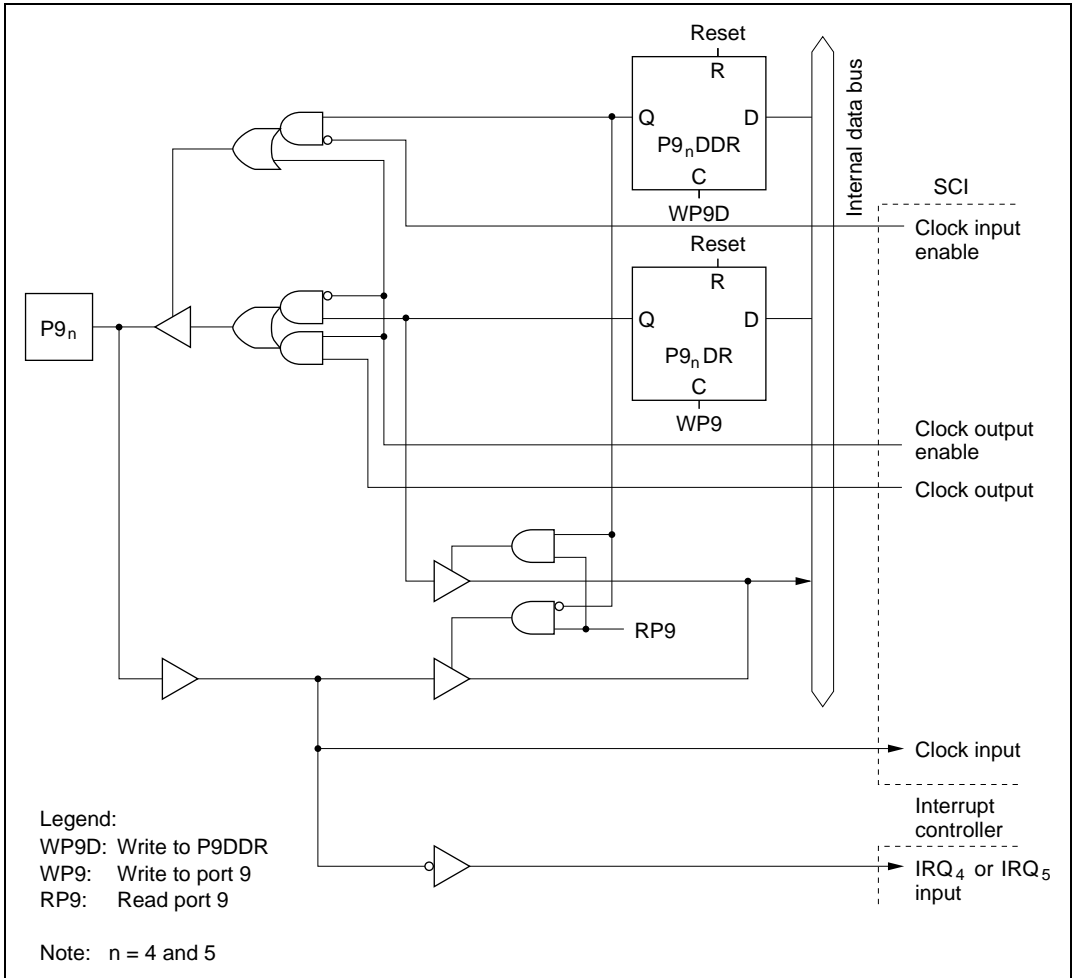 Reset
R
Q D
P9nDDR
C
WP9D
Internal data bus
SCI
Clock input
enable
Reset
R
Q D
P9n DR
C
WP9
P9n
Clock output
enable
Clock output
RP9
Clock input
Interrupt
controller
IRQ4 or IRQ5
input
Legend:
WP9D: Write to P9DDR
WP9: Write to port 9
RP9: Read port 9
Note: n = 4 and 5